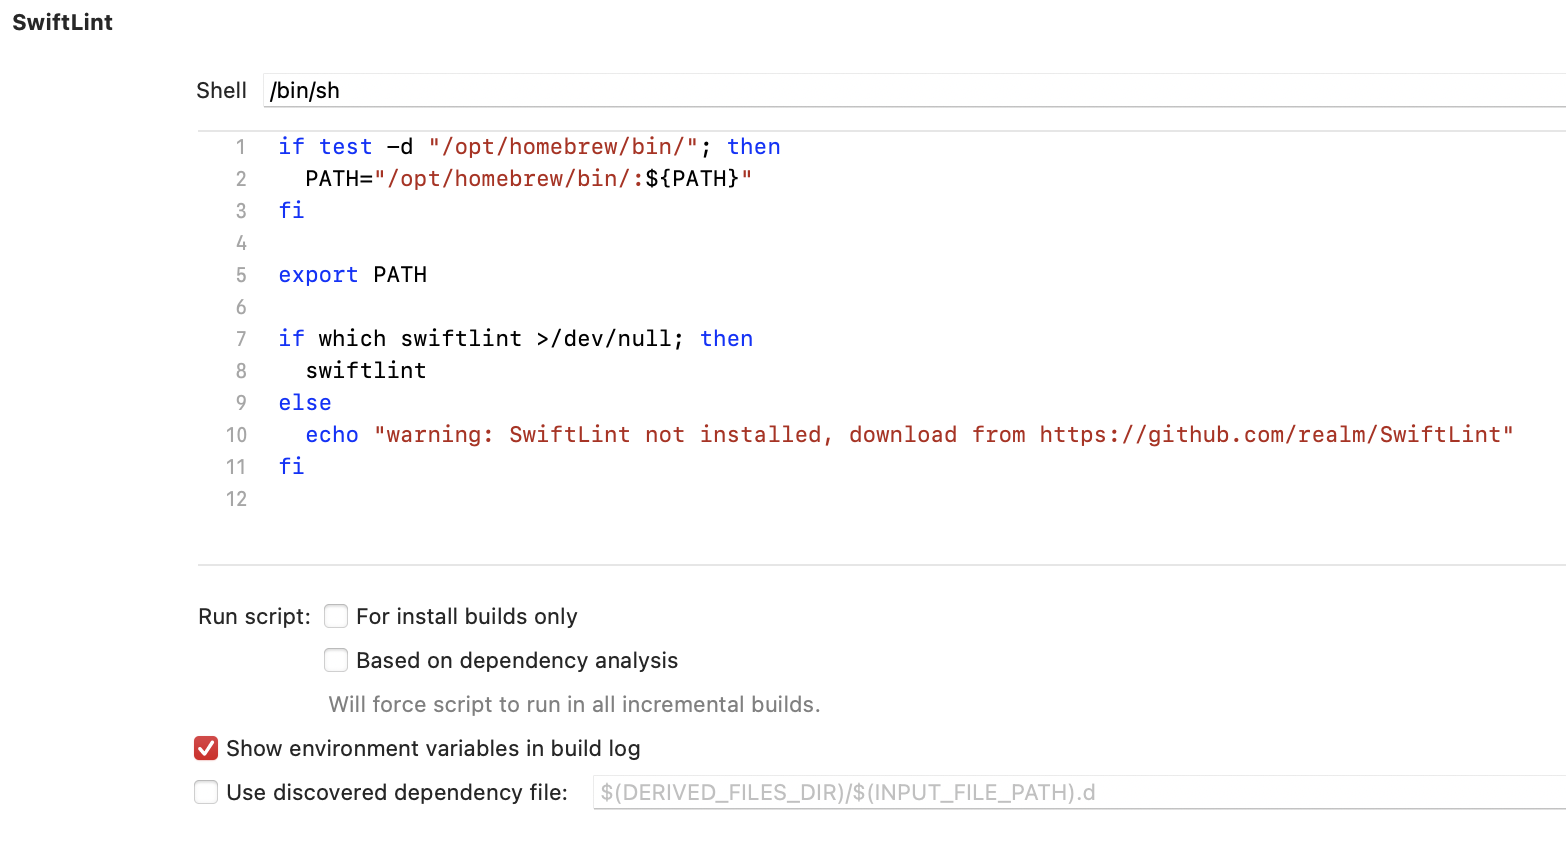 SwiftLint
Shell /bin/sh
1 if test -d "/opt/homebrew/bin/"; then
2 PATH="/opt/homebrew/bin/:${PATH}"
3 fi
4
5 export PATH
6
7 if which swiftlint >/dev/null; then
8 swiftlint
9 else
10 echo "warning: SwiftLint not installed, download from https://github.com/realm/SwiftLint"
11 fi
12
Run script: For install builds only
Based on dependency analysis
Will force script to run in all incremental builds.
Show environment variables in build log
Use discovered dependency file: $(DERIVED_FILES_DIR)/$(INPUT_FILE_PATH).d